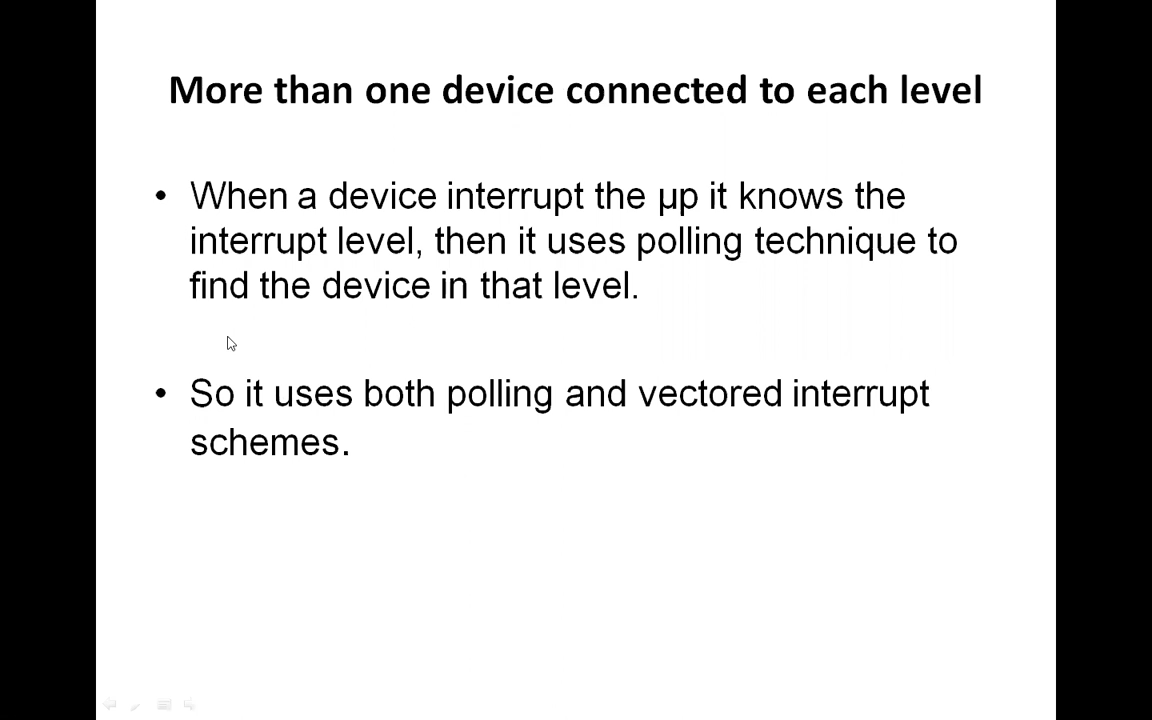 More than one device connected to each level
• When a device interrupt the µp it knows the
interrupt level, then it uses polling technique to
find the device in that level.
• So it uses both polling and vectored interrupt
schemes.